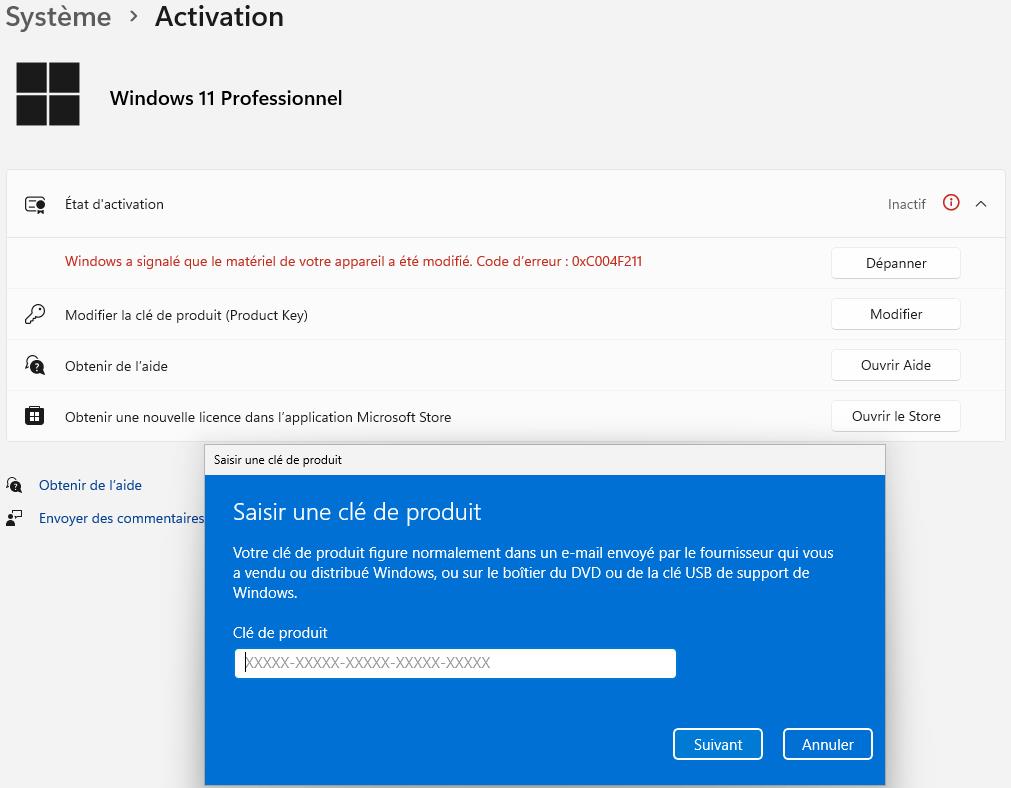 Système > Activation
Windows 11 Professionnel
État d'activation
Inactif
Windows a signalé que le matériel de votre appareil a été modifié. Code d’erreur : 0xC004F211
Dépanner
Modifier la clé de produit (Product Key)
Modifier
Obtenir de l’aide
Ouvrir Aide
Obtenir une nouvelle licence dans l’application Microsoft Store
Ouvrir le Store
Obtenir de l’aide
Envoyer des commentaires
Saisir une clé de produit
Saisir une clé de produit
Votre clé de produit figure normalement dans un e-mail envoyé par le fournisseur qui vous
a vendu ou distribué Windows, ou sur le boîtier du DVD ou de la clé USB de support de
Windows.
Clé de produit
XXXXX-XXXXX-XXXXX-XXXXX-XXXXX
Suivant
Annuler